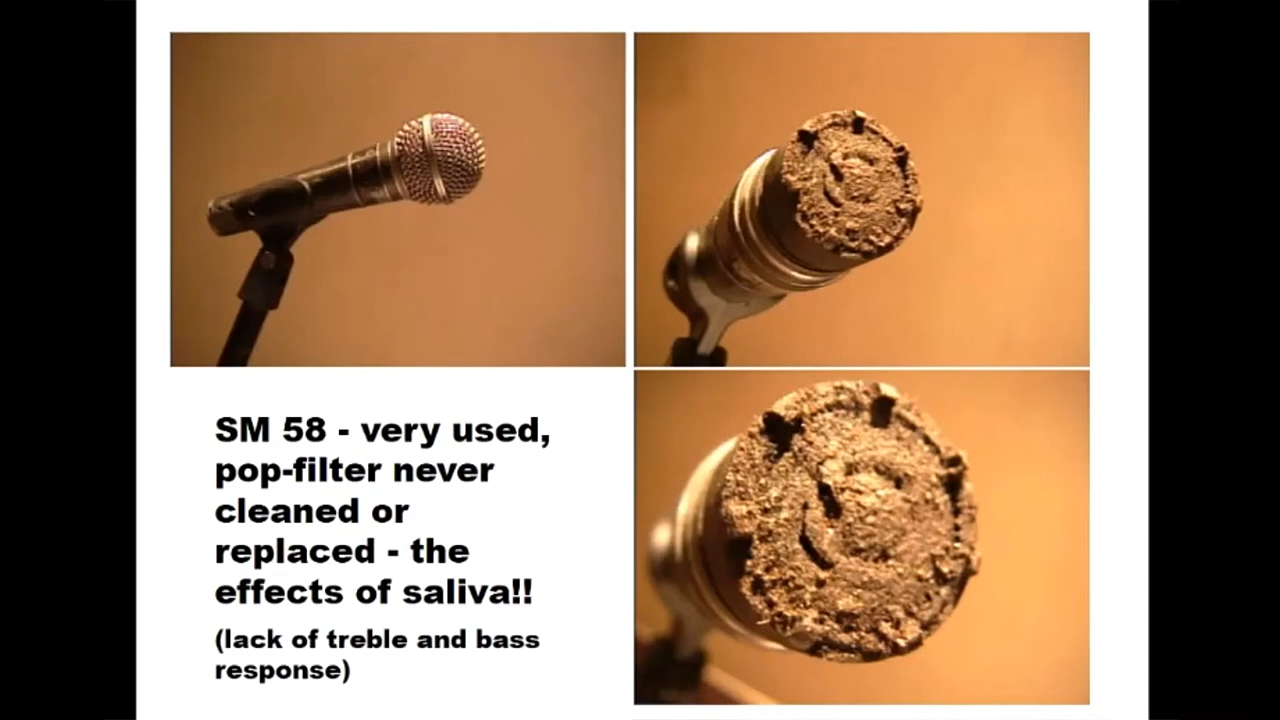 SM 58 - very used,
pop-filter never
cleaned or
replaced - the
effects of saliva!!
(lack of treble and bass
response)